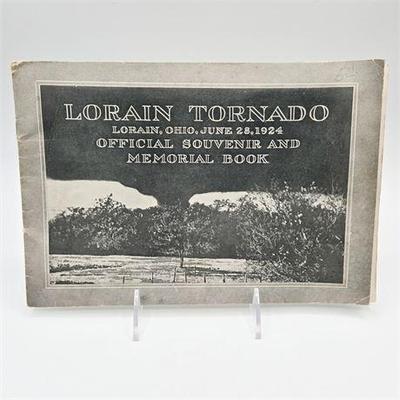 LORAIN TORNADO
LORAIN, OHIO, JUNE 28, 1924
OFFICIAL SOUVENIR AND
MEMORIAL BOOK